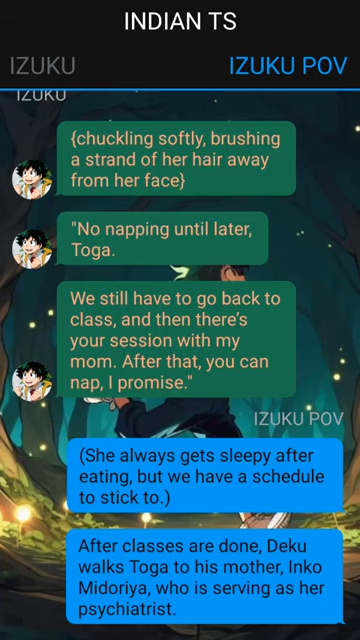 INDIAN TS
IZUKU
IZUKU POV
IZUKU
{chuckling softly, brushing
a strand of her hair away
from her face}
"No napping until later,
Toga.
We still have to go back to
class, and then there's
your session with my
mom. After that, you can
nap, I promise."
IZUKU POV
(She always gets sleepy after
eating, but we have a schedule
to stick to.)
After classes are done, Deku
walks Toga to his mother, Inko
Midoriya, who is serving as her
psychiatrist.